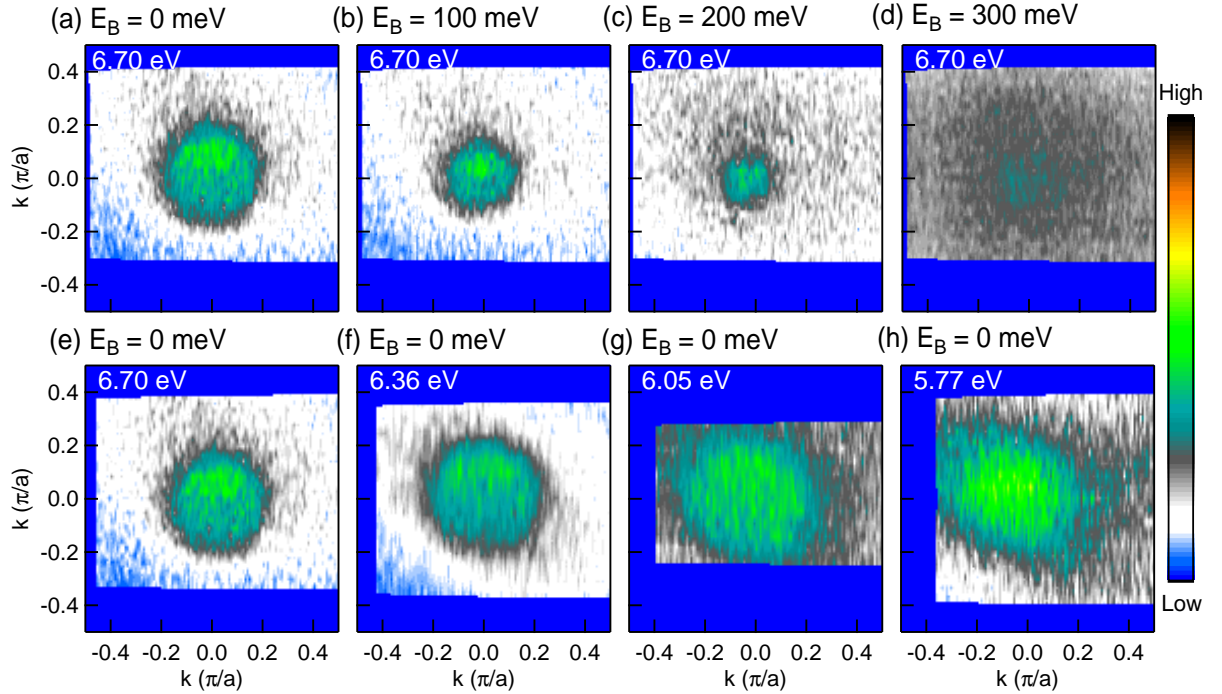 (a) E_B = 0 meV
(b) E_B = 100 meV
(c) E_B = 200 meV
(d) E_B = 300 meV
6.70 eV
6.70 eV
6.70 eV
6.70 eV
k (π/a)
0.4
0.2
0.0
-0.2
-0.4
High
Low
(e) E_B = 0 meV
(f) E_B = 0 meV
(g) E_B = 0 meV
(h) E_B = 0 meV
6.70 eV
6.36 eV
6.05 eV
5.77 eV
k (π/a)
0.4
0.2
0.0
-0.2
-0.4
-0.4 -0.2 0.0 0.2 0.4
k (π/a)
-0.4 -0.2 0.0 0.2 0.4
k (π/a)
-0.4 -0.2 0.0 0.2 0.4
k (π/a)
-0.4 -0.2 0.0 0.2 0.4
k (π/a)